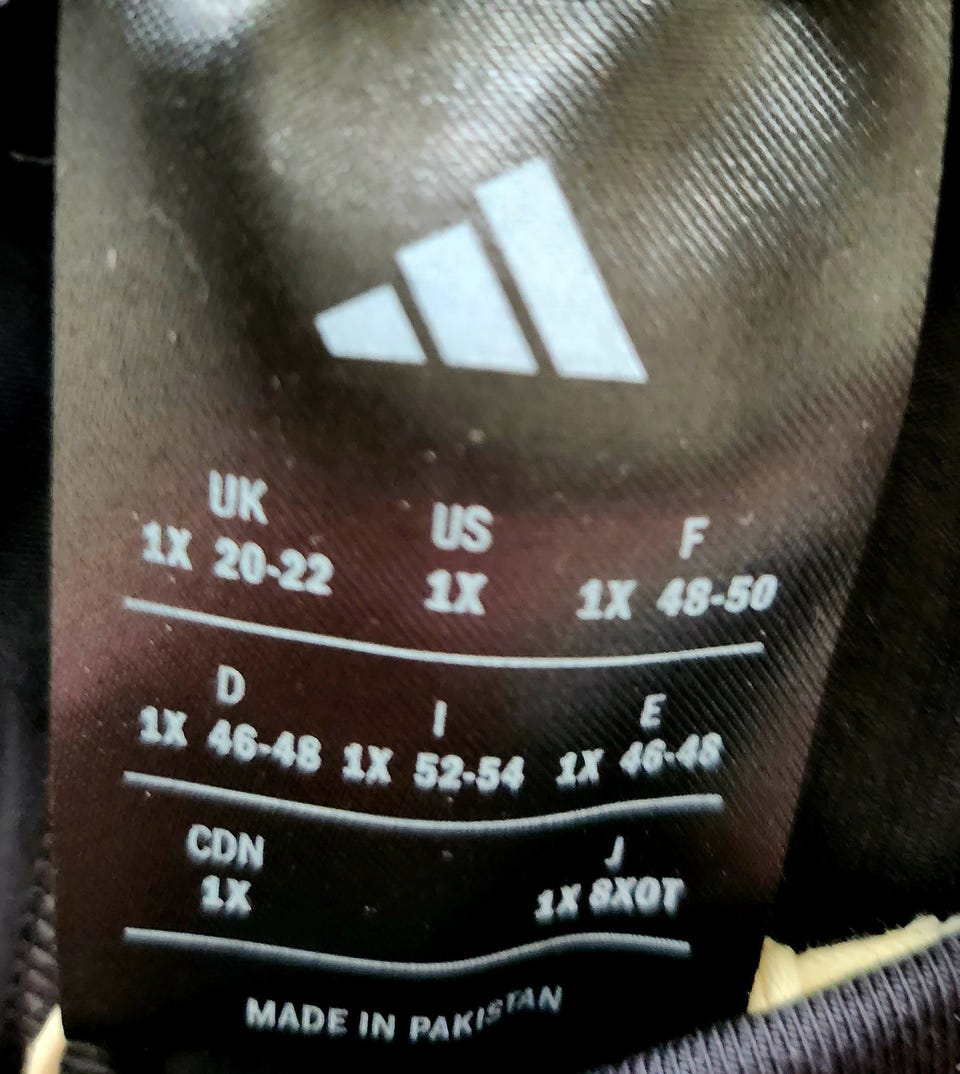 UK US F
1X 20-22 1X 1X 48-50
D I E
1X 46-48 1X 52-54 1X 46-48
CDN J
1X 1X 8XOT
MADE IN PAKISTAN